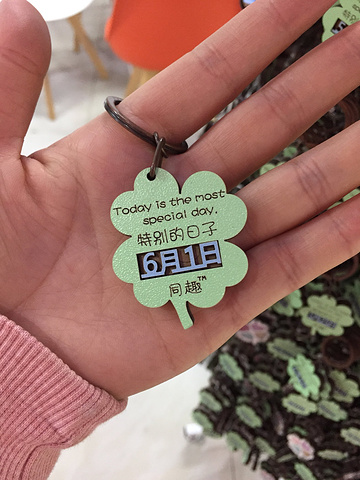 Today is the most
special day.
特别的日子
6月1日
同趣™